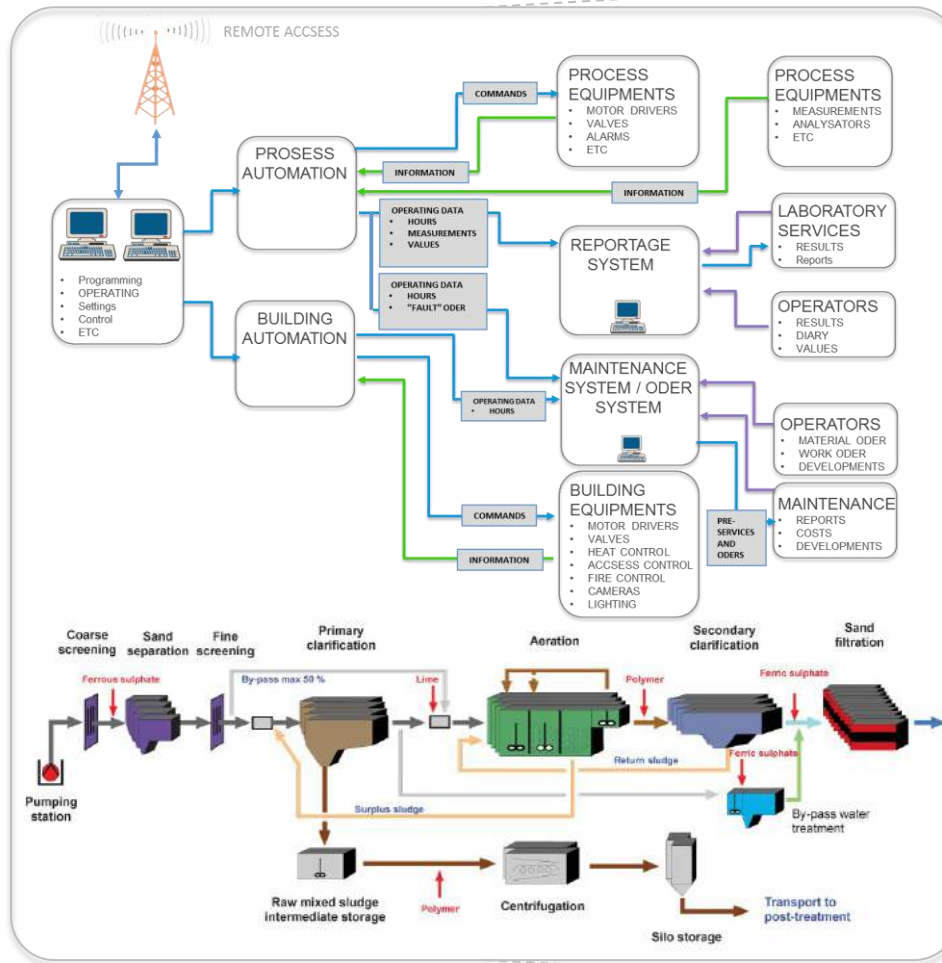 REMOTE ACCSESS
PROCESS
EQUIPMENTS
• MOTOR DRIVERS
• VALVES
• ALARMS
• ETC
PROCESS
EQUIPMENTS
• MEASUREMENTS
• ANALYSATORS
• ETC
COMMANDS
PROSESS
AUTOMATION
INFORMATION
INFORMATION
OPERATING DATA
• HOURS
• MEASUREMENTS
• VALUES
REPORTAGE
SYSTEM
LABORATORY
SERVICES
• RESULTS
• Reports
• Programming
• OPERATING
• Settings
• Control
• ETC
OPERATING DATA
• HOURS
• "FAULT" ODER
OPERATORS
• RESULTS
• DIARY
• VALUES
BUILDING
AUTOMATION
MAINTENANCE
SYSTEM / ODER
SYSTEM
OPERATING DATA
• HOURS
OPERATORS
• MATERIAL ODER
• WORK ODER
• DEVELOPMENTS
BUILDING
EQUIPMENTS
• MOTOR DRIVERS
• VALVES
• HEAT CONTROL
• ACCSESS CONTROL
• FIRE CONTROL
• CAMERAS
• LIGHTING
COMMANDS
INFORMATION
PRE-
SERVICES
AND
ODERS
MAINTENANCE
• REPORTS
• COSTS
• DEVELOPMENTS
Coarse
screening
Sand
separation
Fine
screening
Primary
clarification
Aeration
Secondary
clarification
Sand
filtration
Ferrous sulphate
By-pass max 50 %
Lime
Polymer
Ferric sulphate
Pumping
station
Surplus sludge
Return sludge
Ferric sulphate
By-pass water
treatment
Raw mixed sludge
intermediate storage
Polymer
Centrifugation
Silo storage
Transport to
post-treatment